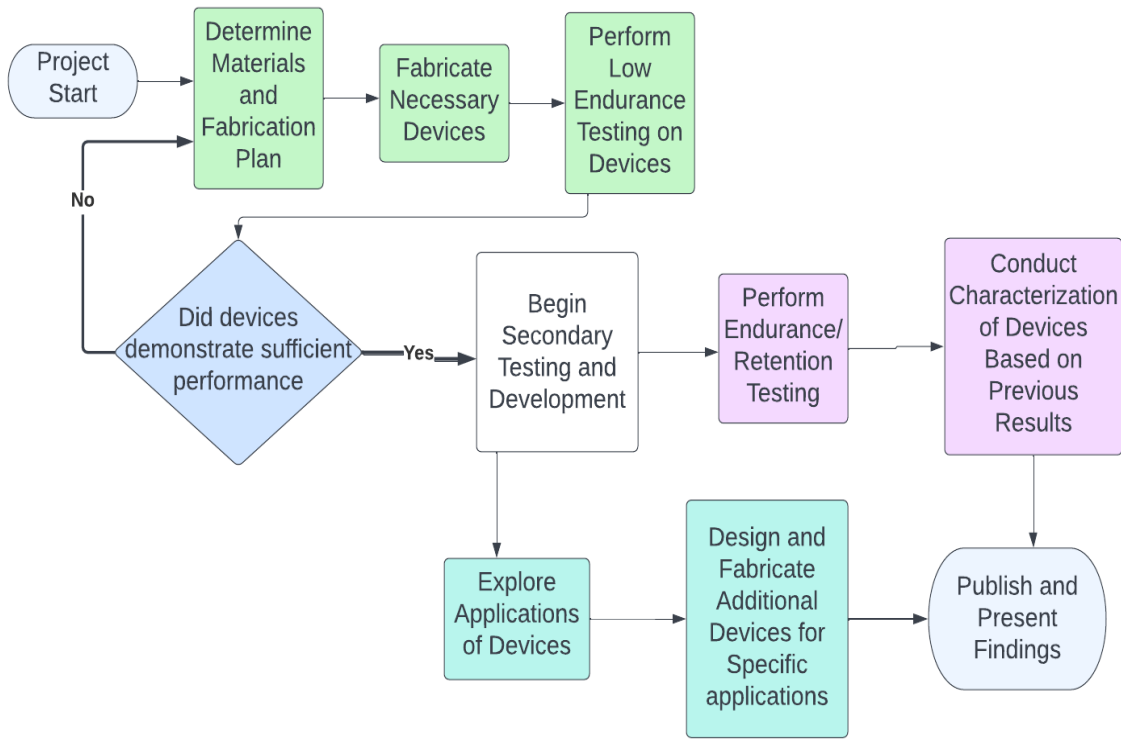 Project
Start
Determine
Materials
and
Fabrication
Plan
Fabricate
Necessary
Devices
Perform
Low
Endurance
Testing on
Devices
No
Did devices
demonstrate sufficient
performance
Yes
Begin
Secondary
Testing and
Development
Perform
Endurance/
Retention
Testing
Conduct
Characterization
of Devices
Based on
Previous
Results
Explore
Applications
of Devices
Design and
Fabricate
Additional
Devices for
Specific
applications
Publish and
Present
Findings